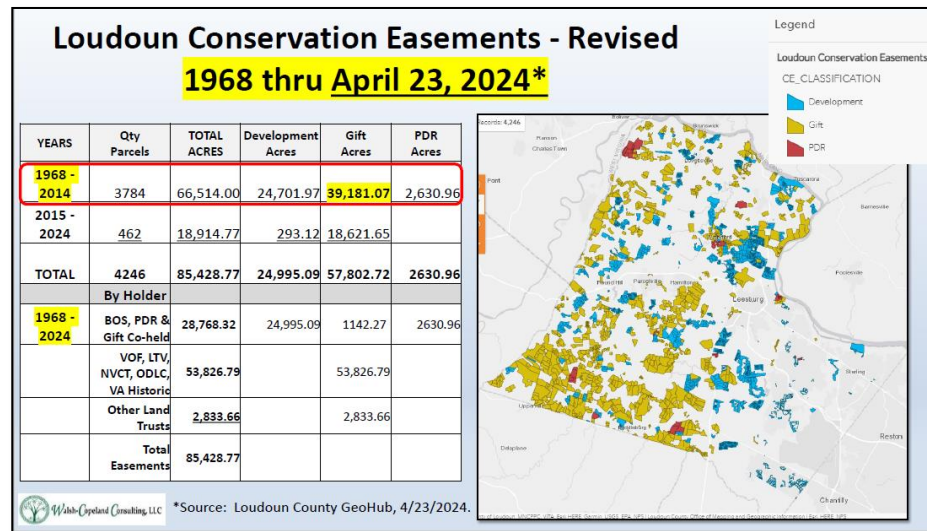 Loudoun Conservation Easements - Revised
1968 thru April 23, 2024*
YEARS Qty Parcels TOTAL ACRES Development Acres Gift Acres PDR Acres
1968 - 2014 3784 66,514.00 24,701.97 39,181.07 2,630.96
2015 - 2024 462 18,914.77 293.12 18,621.65
TOTAL 4246 85,428.77 24,995.09 57,802.72 2630.96
By Holder
1968 - 2024 BOS, PDR & Gift Co-held 28,768.32 24,995.09 1142.27 2630.96
VOF, LTV, NVCT, ODLC, VA Historic 53,826.79 53,826.79
Other Land Trusts 2,833.66 2,833.66
Total Easements 85,428.77
Walsh-Copeland Consulting, LLC
*Source: Loudoun County GeoHub, 4/23/2024.
Legend
Loudoun Conservation Easements
CE_CLASSIFICATION
Development
Gift
PDR
Records: 4,246
Charles Town
Point
Barnesville
Poolesville
Round Hill
Hamilton
Leesburg
Sterling
Reston
Chantilly